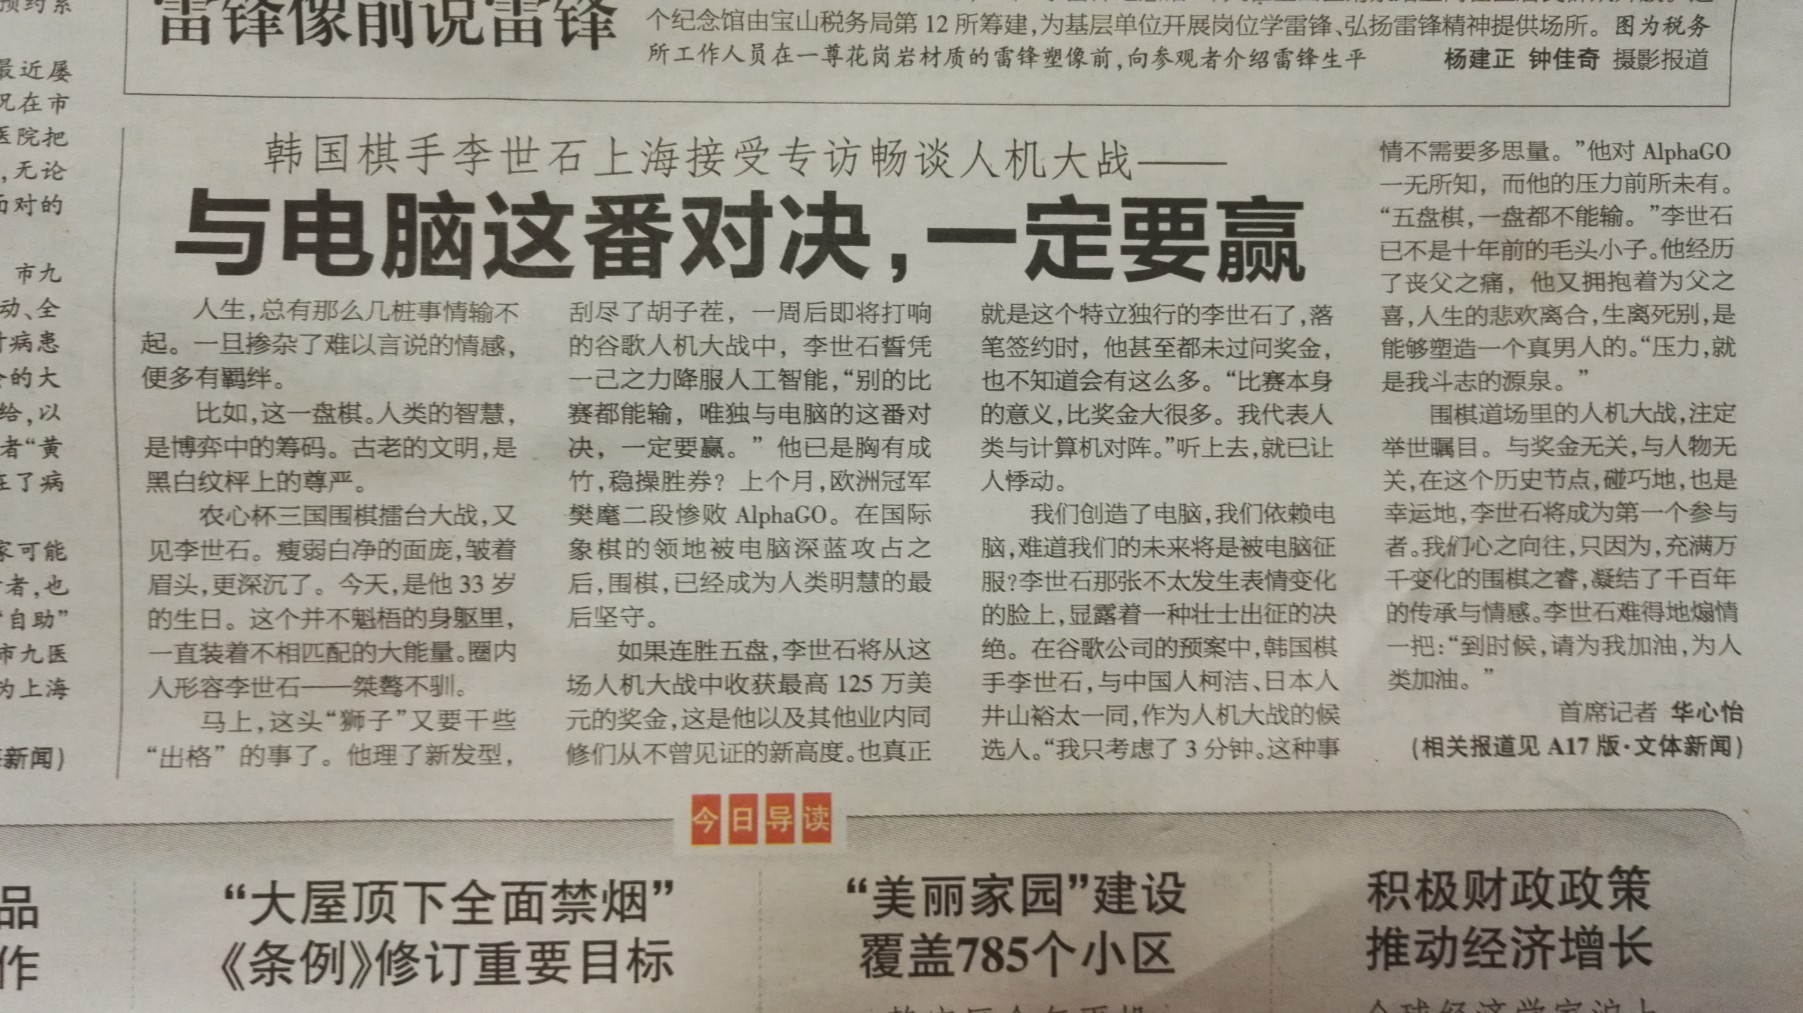 雷锋像前说雷锋
个纪念馆由宝山税务局第12所筹建,为基层单位开展岗位学雷锋、弘扬雷锋精神提供场所。图为税务
所工作人员在一尊花岗岩材质的雷锋塑像前,向参观者介绍雷锋生平 杨建正 钟佳奇 摄影报道
最近屡
况在市
医院把
,无论
面对的
市九
动、全
病患
的大
给,以
者“黄
在了病
家可能
者,也
“自助”
市九医
为上海
新闻)
韩国棋手李世石上海接受专访畅谈人机大战——
与电脑这番对决,一定要赢
人生,总有那么几桩事情输不
起。一旦掺杂了难以言说的情感,
便多有羁绊。
比如,这一盘棋。人类的智慧,
是博弈中的筹码。古老的文明,是
黑白纹枰上的尊严。
农心杯三国围棋擂台大战,又
见李世石。瘦弱白净的面庞,皱着
眉头,更深沉了。今天,是他33岁
的生日。这个并不魁梧的身躯里,
一直装着不相匹配的大能量。圈内
人形容李世石——桀骜不驯。
马上,这头“狮子”又要干些
“出格”的事了。他理了新发型,
刮尽了胡子茬,一周后即将打响
的谷歌人机大战中,李世石誓凭
一己之力降服人工智能,“别的比
赛都能输,唯独与电脑的这番对
决,一定要赢。”他已是胸有成
竹,稳操胜券?上个月,欧洲冠军
樊麾二段惨败AlphaGO。在国际
象棋的领地被电脑深蓝攻占之
后,围棋,已经成为人类明慧的最
后坚守。
如果连胜五盘,李世石将从这
场人机大战中收获最高125万美
元的奖金,这是他以及其他业内同
修们从不曾见证的新高度。也真正
就是这个特立独行的李世石了,落
笔签约时,他甚至都未过问奖金,
也不知道会有这么多。“比赛本身
的意义,比奖金大很多。我代表人
类与计算机对阵。”听上去,就已让
人悸动。
我们创造了电脑,我们依赖电
脑,难道我们的未来将是被电脑征
服?李世石那张不太发生表情变化
的脸上,显露着一种壮士出征的决
绝。在谷歌公司的预案中,韩国棋
手李世石,与中国人柯洁、日本人
井山裕太一同,作为人机大战的候
选人。“我只考虑了3分钟。这种事
情不需要多思量。”他对AlphaGO
一无所知,而他的压力前所未有。
“五盘棋,一盘都不能输。”李世石
已不是十年前的毛头小子。他经历
了丧父之痛,他又拥抱着为父之
喜,人生的悲欢离合,生离死别,是
能够塑造一个真男人的。“压力,就
是我斗志的源泉。”
围棋道场里的人机大战,注定
举世瞩目。与奖金无关,与人物无
关,在这个历史节点,碰巧地,也是
幸运地,李世石将成为第一个参与
者。我们心之向往,只因为,充满万
千变化的围棋之睿,凝结了千百年
的传承与情感。李世石难得地煽情
一把:“到时候,请为我加油,为人
类加油。”
首席记者 华心怡
(相关报道见A17版·文体新闻)
今日导读
品
作
“大屋顶下全面禁烟”
《条例》修订重要目标
“美丽家园”建设
覆盖785个小区
积极财政政策
推动经济增长